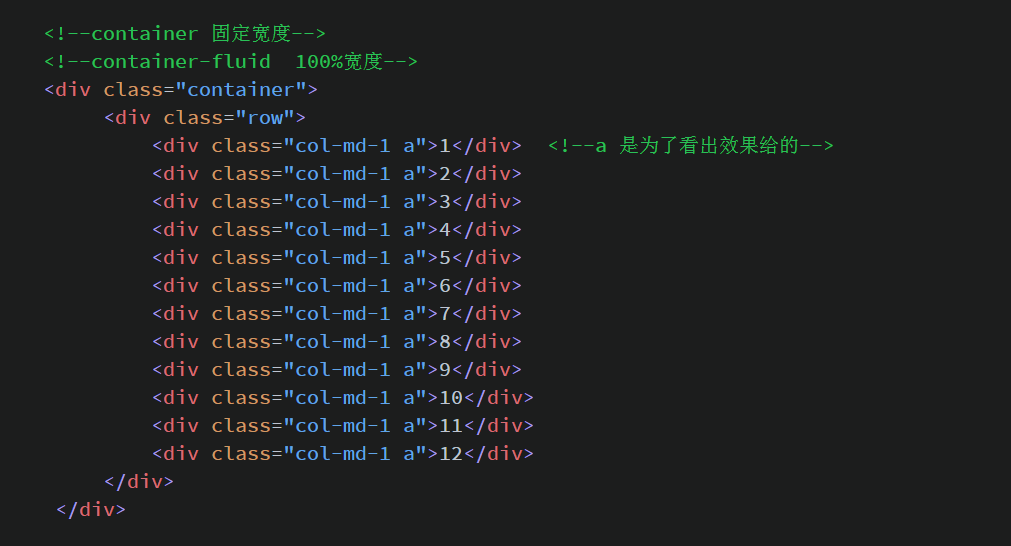 <!--container 固定宽度-->
<!--container-fluid  100%宽度-->
<div class="container">
<div class="row">
<div class="col-md-1 a">1</div>  <!--a 是为了看出效果给的-->
<div class="col-md-1 a">2</div>
<div class="col-md-1 a">3</div>
<div class="col-md-1 a">4</div>
<div class="col-md-1 a">5</div>
<div class="col-md-1 a">6</div>
<div class="col-md-1 a">7</div>
<div class="col-md-1 a">8</div>
<div class="col-md-1 a">9</div>
<div class="col-md-1 a">10</div>
<div class="col-md-1 a">11</div>
<div class="col-md-1 a">12</div>
</div>
</div>